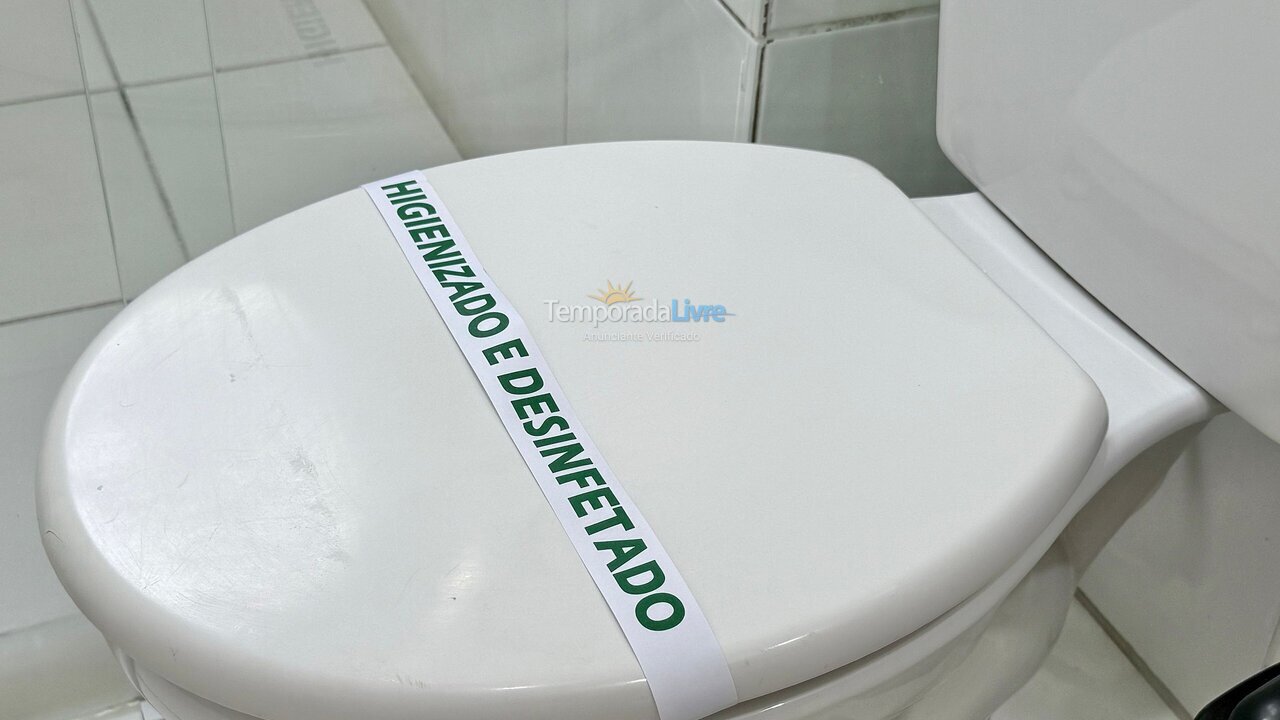 HIGIENIZADO E DESINFETADO
TemporadaLivre
Anunciante Verificado